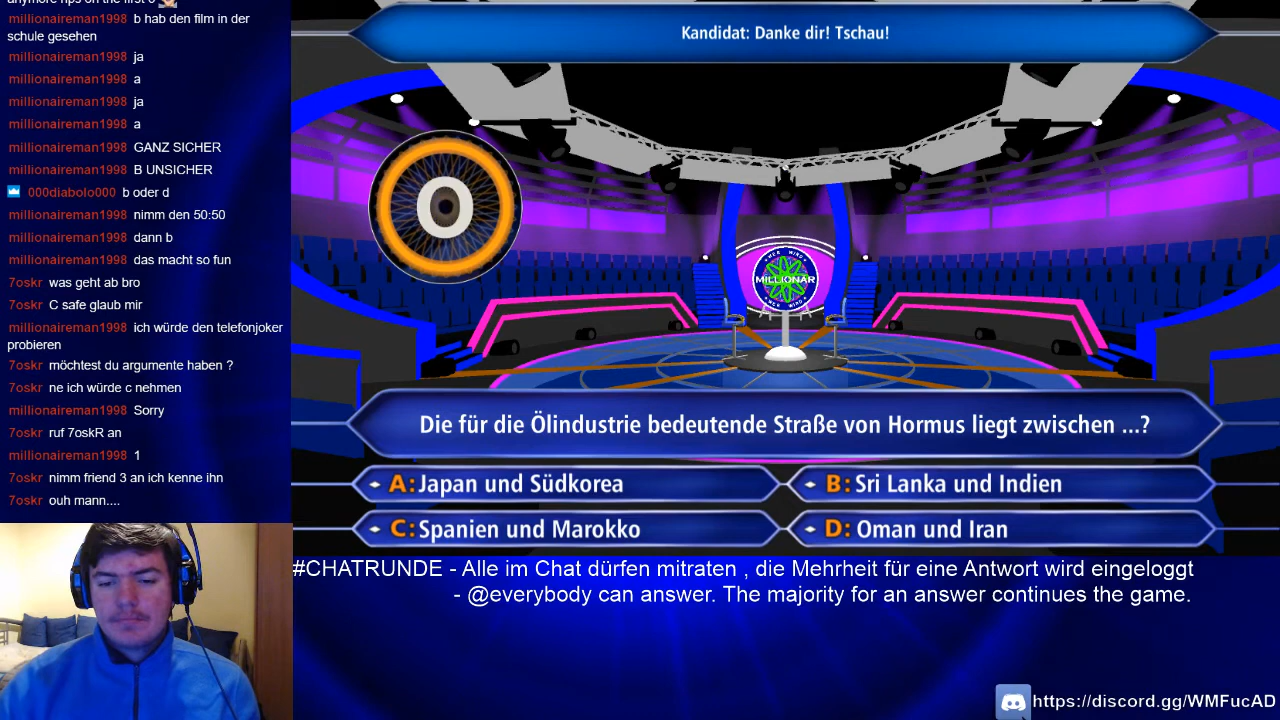 millionaireman1998 b hab den film in der
schule gesehen
millionaireman1998 ja
millionaireman1998 a
millionaireman1998 ja
millionaireman1998 a
millionaireman1998 GANZ SICHER
millionaireman1998 B UNSICHER
000diabolo000 b oder d
millionaireman1998 nimm den 50:50
millionaireman1998 dann b
millionaireman1998 das macht so fun
7oskr was geht ab bro
7oskr C safe glaub mir
millionaireman1998 ich würde den telefonjoker
probieren
7oskr möchtest du argumente haben ?
7oskr ne ich würde c nehmen
millionaireman1998 Sorry
7oskr ruf 7oskR an
millionaireman1998 1
7oskr nimm friend 3 an ich kenne ihn
7oskr ouh mann....
Kandidat: Danke dir! Tschau!
WER WIRD
MILLIONÄR
WER WIRD
Die für die Ölindustrie bedeutende Straße von Hormus liegt zwischen ...?
A: Japan und Südkorea
B: Sri Lanka und Indien
C: Spanien und Marokko
D: Oman und Iran
#CHATRUNDE - Alle im Chat dürfen mitraten , die Mehrheit für eine Antwort wird eingeloggt
- @everybody can answer. The majority for an answer continues the game.
https://discord.gg/WMFucAD